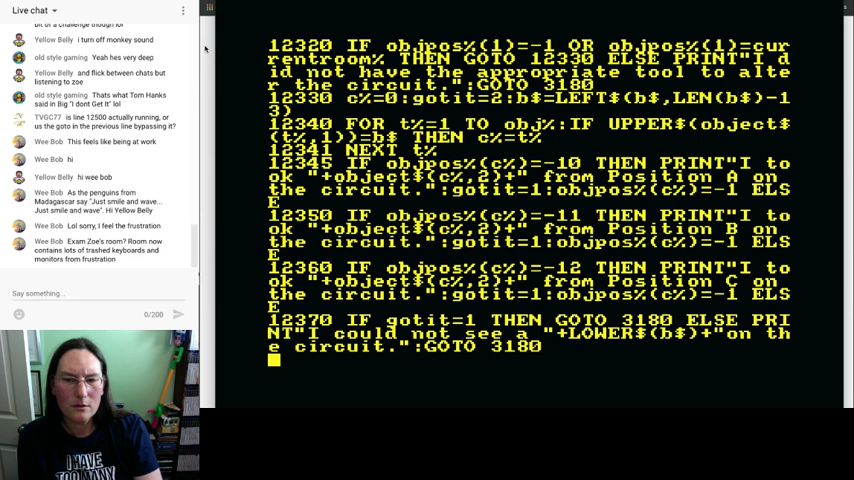 Live chat
bit of a challenge though lol
Yellow Belly i turn off monkey sound
old style gaming Yeah hes very deep
Yellow Belly and flick between chats but
listening to zoe
old style gaming Thats what Tom Hanks
said in Big "I dont Get It" lol
TVGC77 is line 12500 actually running, or
us the goto in the previous line bypassing it?
Wee Bob This feels like being at work
Wee Bob hi
Yellow Belly hi wee bob
Wee Bob As the penguins from
Madagascar say "Just smile and wave...
Just smile and wave". Hi Yellow Belly
Wee Bob Lol sorry, I feel the frustration
Wee Bob Exam Zoe's room? Room now
contains lots of trashed keyboards and
monitors from frustration
Say something...
0/200
12320 IF objpos%(1)=-1 OR objpos%(1)=cur
rentroom% THEN GOTO 12330 ELSE PRINT"I d
id not have the appropriate tool to alte
r the circuit.":GOTO 3180
12330 c%=0:gotit=2:b$=LEFT$(b$,LEN(b$)-1
3)
12340 FOR t%=1 TO obj%:IF UPPER$(object$
(t%,1))=b$ THEN c%=t%
12341 NEXT t%
12345 IF objpos%(c%)=-10 THEN PRINT"I to
ok "+object$(c%,2)+" from Position A on
the circuit.":gotit=1:objpos%(c%)=-1 ELS
E
12350 IF objpos%(c%)=-11 THEN PRINT"I to
ok "+object$(c%,2)+" from Position B on
the circuit.":gotit=1:objpos%(c%)=-1 ELS
E
12360 IF objpos%(c%)=-12 THEN PRINT"I to
ok "+object$(c%,2)+" from Position C on
the circuit.":gotit=1:objpos%(c%)=-1 ELS
E
12370 IF gotit=1 THEN GOTO 3180 ELSE PRI
NT"I could not see a "+LOWER$(b$)+"on th
e circuit.":GOTO 3180
I HAVE
TOO MANY